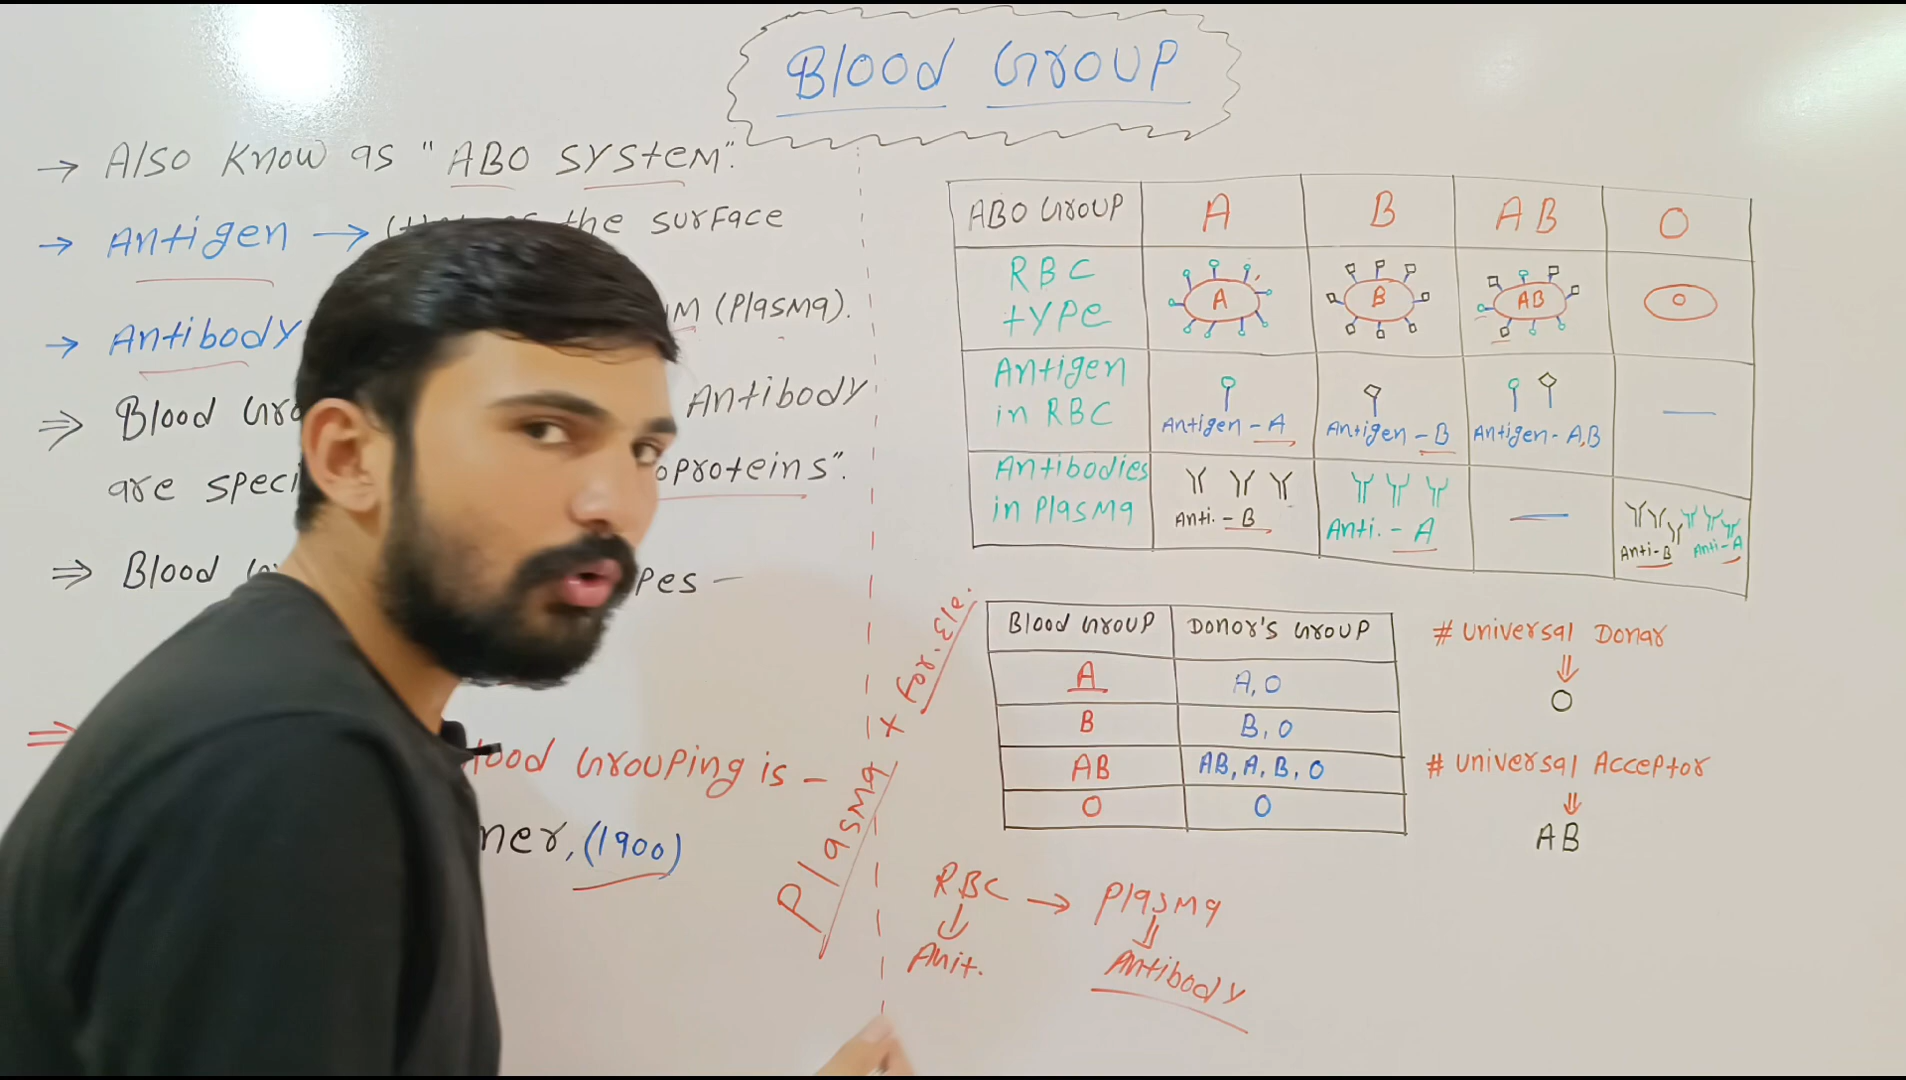 Blood Group
→ Also Know as "ABO System".
→ Antigen → the surface
→ Antibody (Plasma).
⇒ Blood Antibody
are oproteins".
⇒ Blood pes —
⇒ lood Grouping is —
ner, (1900)
Plasma + for. Ele.
ABO Group A B AB O
RBC type A B AB O
Antigen in RBC Antigen - A Antigen - B Antigen - A,B —
Antibodies in Plasma Anti. - B Anti. - A — Anti-B Anti-A
Blood Group Donor's Group
A A, O
B B, O
AB AB, A, B, O
O O
# Universal Donar
⇓
O
# Universal Acceptor
⇓
AB
RBC → Plasma
Anit. Antibody